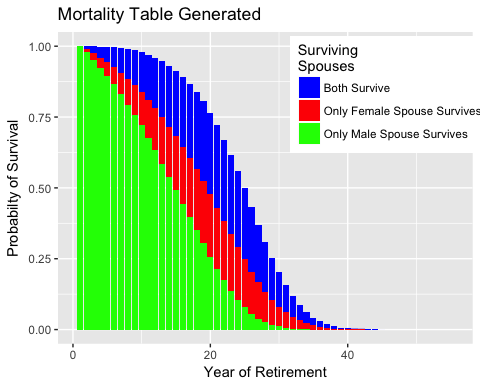 Mortality Table Generated
Surviving
Spouses
Both Survive
Only Female Spouse Survives
Only Male Spouse Survives
Probabilty of Survival
1.00
0.75
0.50
0.25
0.00
0
20
40
Year of Retirement